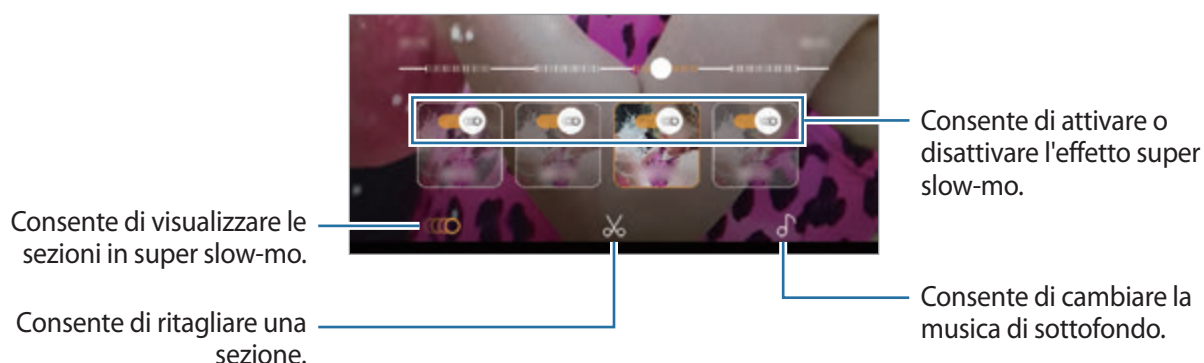 Consente di attivare o
disattivare l'effetto super
slow-mo.
Consente di visualizzare le
sezioni in super slow-mo.
Consente di ritagliare una
sezione.
Consente di cambiare la
musica di sottofondo.